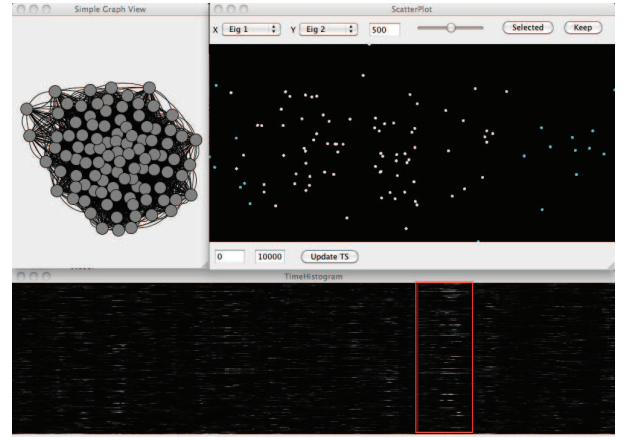 Simple Graph View
ScatterPlot
X Eig 1 Y Eig 2 500 Selected Keep
0 10000 Update TS
TimeHistogram